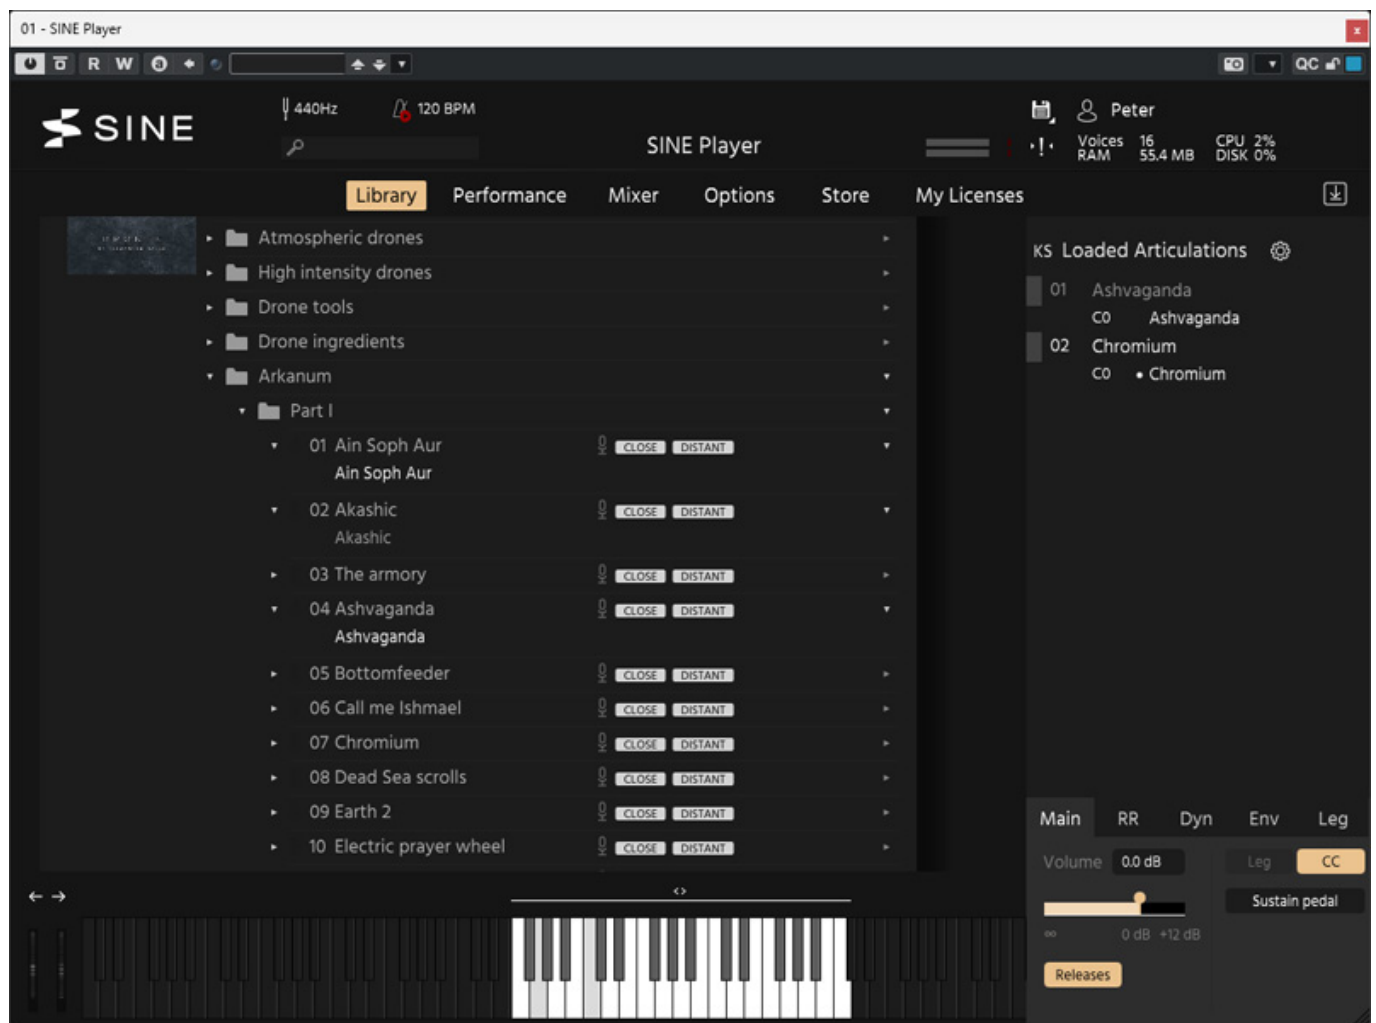 01 - SINE Player
x
R W QC
SINE
440Hz 120 BPM
SINE Player
Peter
Voices 16 CPU 2%
RAM 55.4 MB DISK 0%
Library Performance Mixer Options Store My Licenses
Atmospheric drones
High intensity drones
Drone tools
Drone ingredients
Arkanum
Part I
01 Ain Soph Aur CLOSE DISTANT
Ain Soph Aur
02 Akashic CLOSE DISTANT
Akashic
03 The armory CLOSE DISTANT
04 Ashvaganda CLOSE DISTANT
Ashvaganda
05 Bottomfeeder CLOSE DISTANT
06 Call me Ishmael CLOSE DISTANT
07 Chromium CLOSE DISTANT
08 Dead Sea scrolls CLOSE DISTANT
09 Earth 2 CLOSE DISTANT
10 Electric prayer wheel CLOSE DISTANT
KS Loaded Articulations
01 Ashvaganda
C0 Ashvaganda
02 Chromium
C0 • Chromium
Main RR Dyn Env Leg
Volume 0.0 dB Leg CC
Sustain pedal
∞ 0 dB +12 dB
Releases